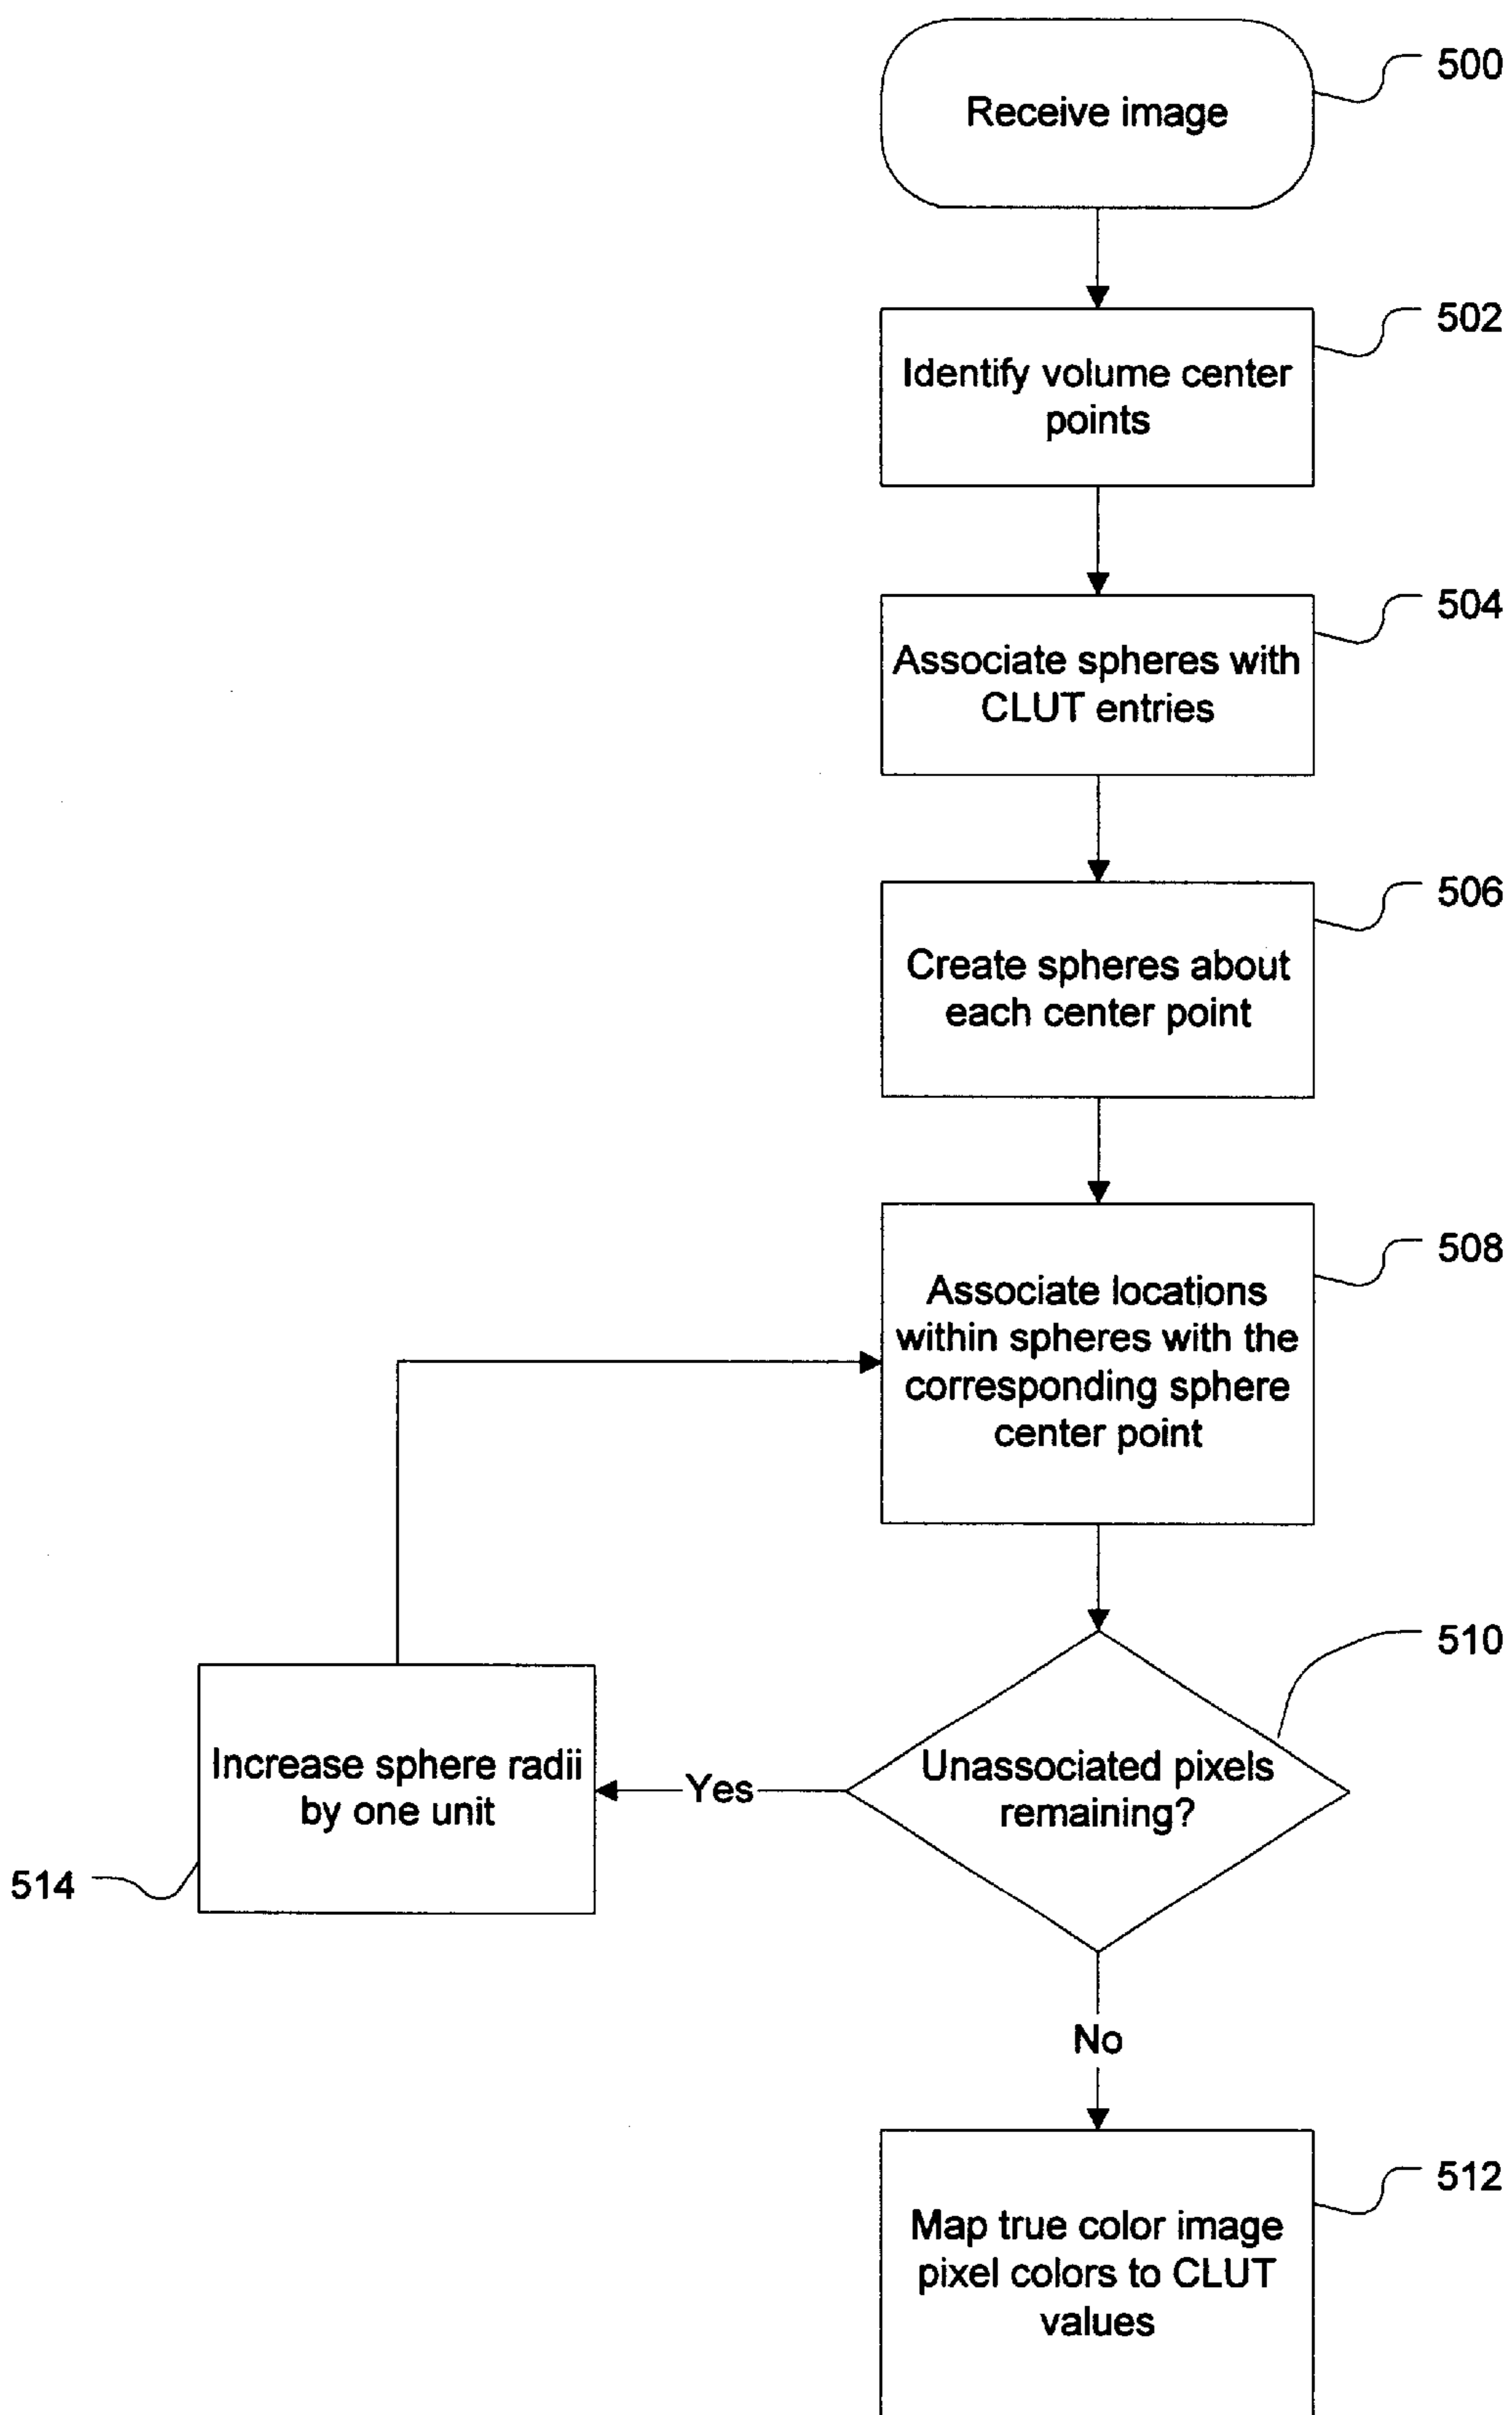 Receive image
500
Identify volume center
points
502
Associate spheres with
CLUT entries
504
Create spheres about
each center point
506
Associate locations
within spheres with the
corresponding sphere
center point
508
Unassociated pixels
remaining?
510
Yes
Increase sphere radii
by one unit
514
No
Map true color image
pixel colors to CLUT
values
512